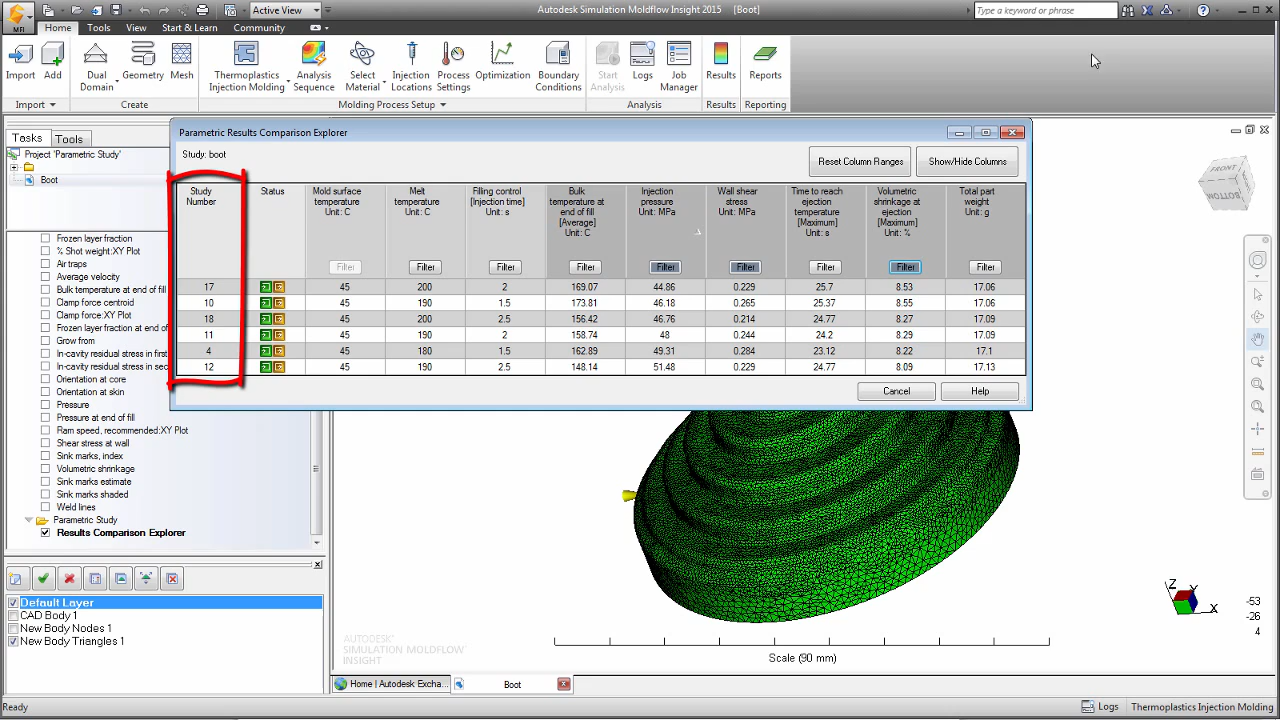 Active View
Autodesk Simulation Moldflow Insight 2015 [Boot]
Type a keyword or phrase
MFI
Home Tools View Start & Learn Community
Import Add Dual Domain Geometry Mesh Thermoplastics Injection Molding Analysis Sequence Select Material Injection Locations Process Settings Optimization Boundary Conditions Start Analysis Logs Job Manager Results Reports
Import Create Molding Process Setup Analysis Results Reporting
Tasks Tools
Project 'Parametric Study'
Boot
Frozen layer fraction
% Shot weight:XY Plot
Air traps
Average velocity
Bulk temperature at end of fill
Clamp force centroid
Clamp force:XY Plot
Frozen layer fraction at end of
Grow from
In-cavity residual stress in first
In-cavity residual stress in sec
Orientation at core
Orientation at skin
Pressure
Pressure at end of fill
Ram speed, recommended:XY Plot
Shear stress at wall
Sink marks, index
Volumetric shrinkage
Sink marks estimate
Sink marks shaded
Weld lines
Parametric Study
Results Comparison Explorer
Default Layer
CAD Body 1
New Body Nodes 1
New Body Triangles 1
Parametric Results Comparison Explorer
Study: boot
Reset Column Ranges Show/Hide Columns
Study Number Status Mold surface temperature Unit: C Melt temperature Unit: C Filling control [Injection time] Unit: s Bulk temperature at end of fill [Average] Unit: C Injection pressure Unit: MPa Wall shear stress Unit: MPa Time to reach ejection temperature [Maximum] Unit: s Volumetric shrinkage at ejection [Maximum] Unit: % Total part weight Unit: g
Filter Filter Filter Filter Filter Filter Filter Filter Filter
17 45 200 2 169.07 44.86 0.229 25.7 8.53 17.06
10 45 190 1.5 173.81 46.18 0.265 25.37 8.55 17.06
18 45 200 2.5 156.42 46.76 0.214 24.77 8.27 17.09
11 45 190 2 158.74 48 0.244 24.2 8.29 17.09
4 45 180 1.5 162.89 49.31 0.284 23.12 8.22 17.1
12 45 190 2.5 148.14 51.48 0.229 24.77 8.09 17.13
Cancel Help
FRONT
BOTTOM
Z
Y
X
-53
-26
4
AUTODESK®
SIMULATION MOLDFLOW®
INSIGHT
Scale (90 mm)
Home | Autodesk Excha... Boot
Ready
Logs Thermoplastics Injection Molding